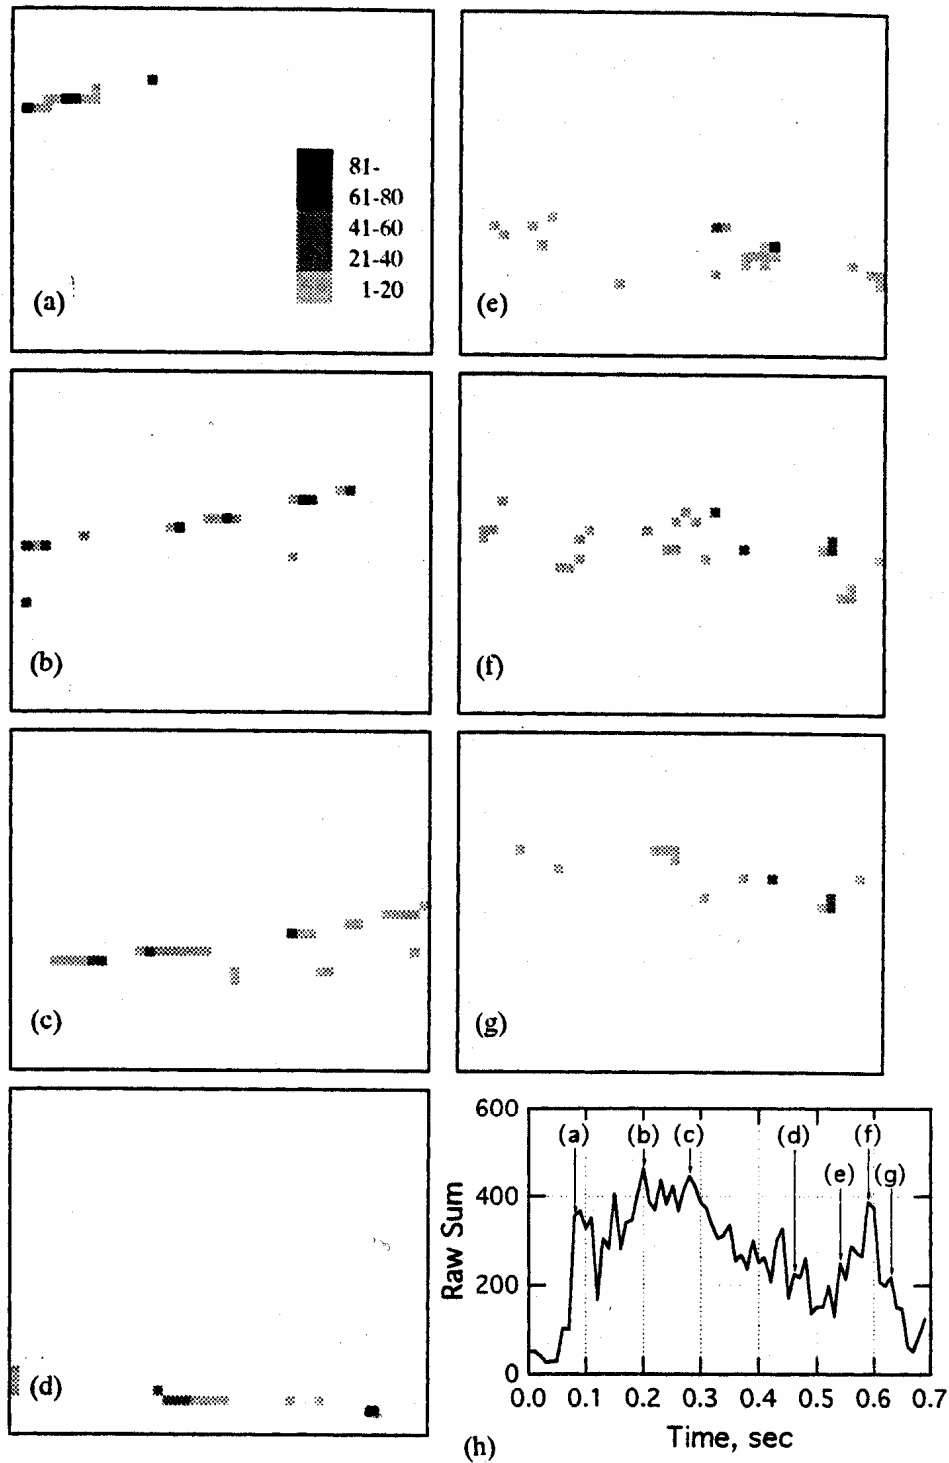 81-
61-80
41-60
21-40
1-20
(a)
(b)
(c)
(d)
(e)
(f)
(g)
600
400
200
0
Raw Sum
(a)
(b)
(c)
(d)
(e)
(f)
(g)
0.0 0.1 0.2 0.3 0.4 0.5 0.6 0.7
Time, sec
(h)